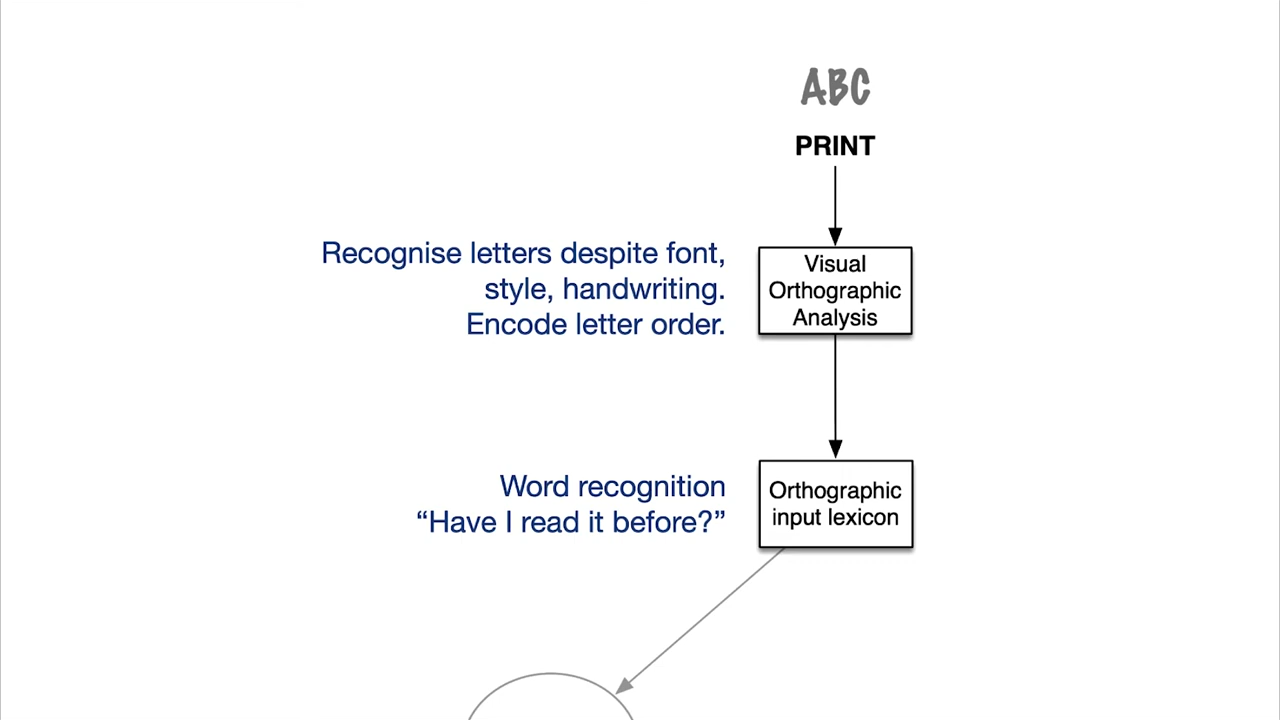 ABC
PRINT
Recognise letters despite font,
style, handwriting.
Encode letter order.
Visual
Orthographic
Analysis
Word recognition
“Have I read it before?”
Orthographic
input lexicon